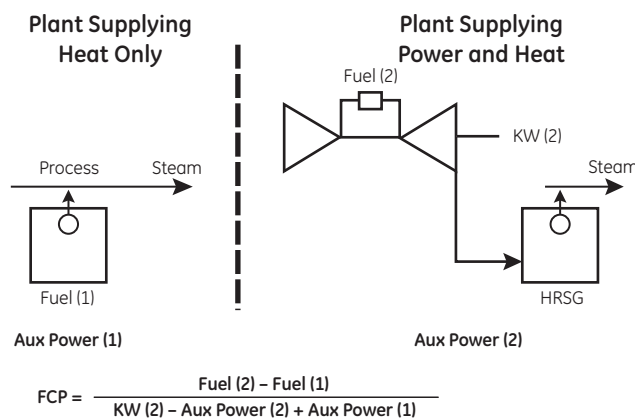 Plant Supplying
Heat Only
Process Steam
Fuel (1)
Aux Power (1)
Plant Supplying
Power and Heat
Fuel (2)
KW (2)
Steam
HRSG
Aux Power (2)
FCP = Fuel (2) – Fuel (1)
KW (2) – Aux Power (2) + Aux Power (1)